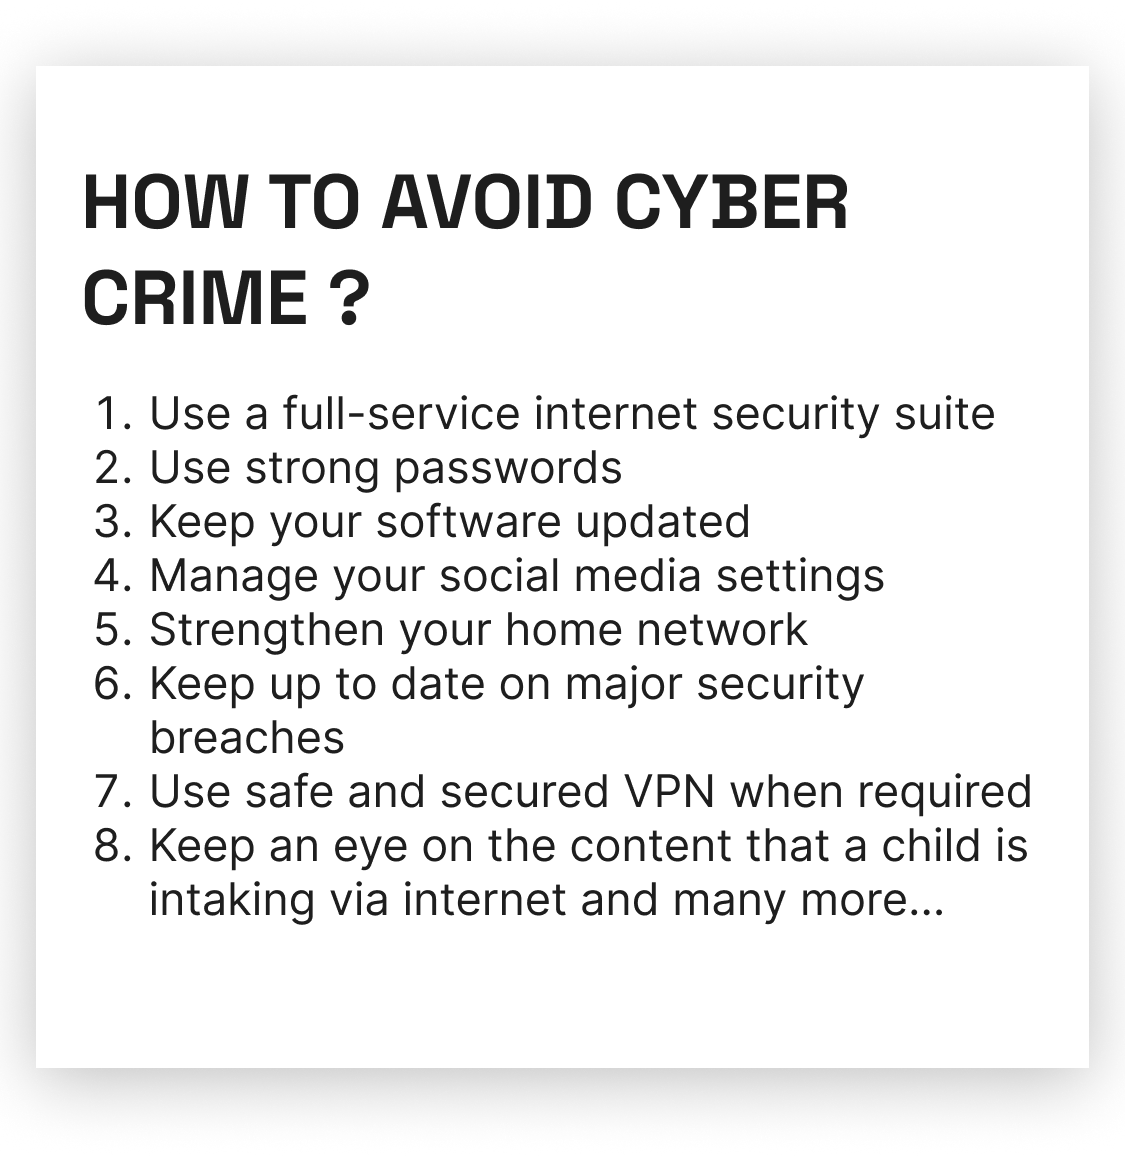 HOW TO AVOID CYBER
CRIME ?
1. Use a full-service internet security suite
2. Use strong passwords
3. Keep your software updated
4. Manage your social media settings
5. Strengthen your home network
6. Keep up to date on major security
breaches
7. Use safe and secured VPN when required
8. Keep an eye on the content that a child is
intaking via internet and many more...